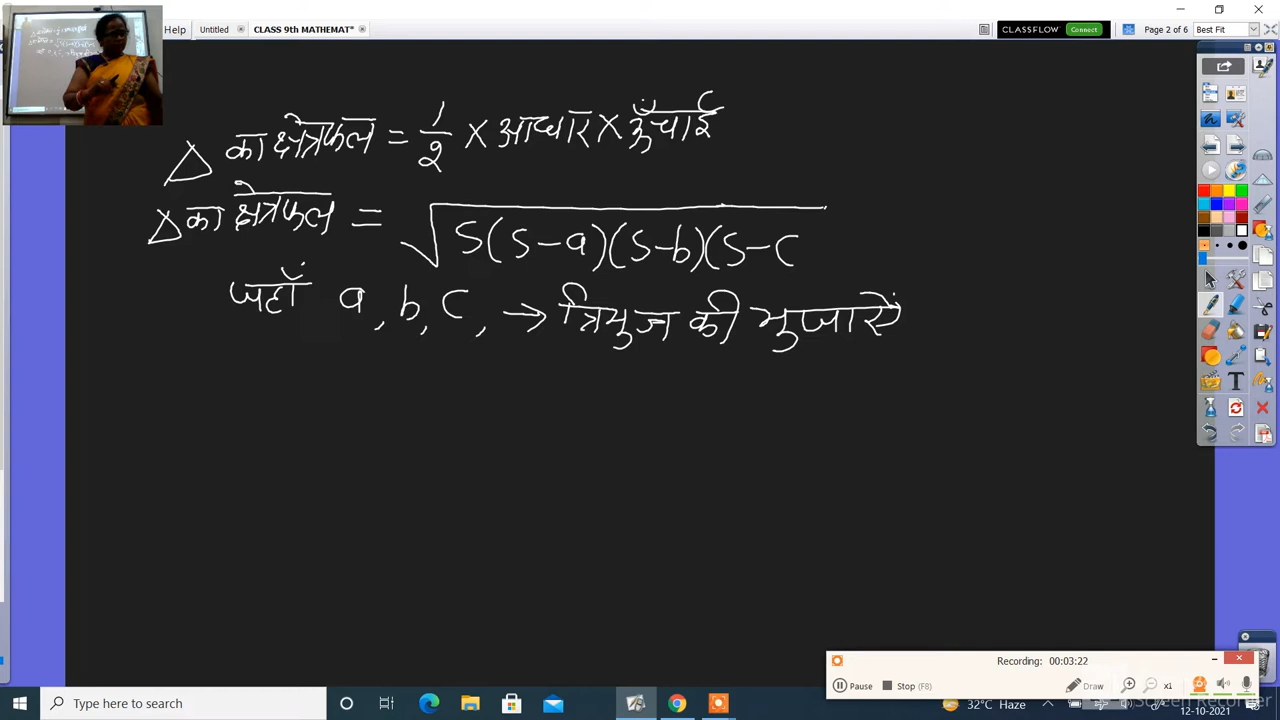 Help Untitled CLASS 9th MATHEMAT* CLASSFLOW Connect Page 2 of 6 Best Fit
△ का क्षेत्रफल = 1/2 × आधार × ऊँचाई
△ का क्षेत्रफल = √S(S-a)(S-b)(S-c
जहाँ a, b, c, → त्रिभुज की भुजाऐं
Recording: 00:03:22
Pause Stop (F8) Draw x1
Type here to search 32°C Haze 12-10-2021